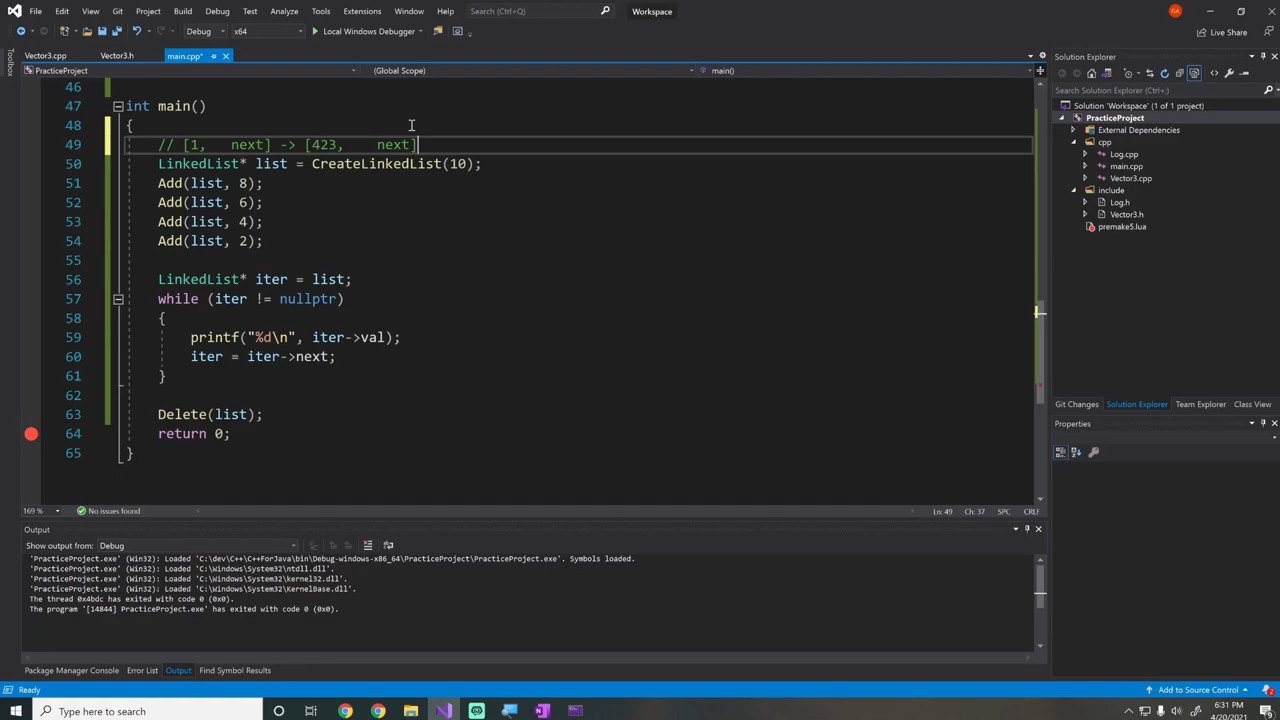 File Edit View Git Project Build Debug Test Analyze Tools Extensions Window Help Search (Ctrl+Q) Workspace GA
Debug x64 Local Windows Debugger Live Share
Toolbox
Vector3.cpp Vector3.h main.cpp*
PracticeProject (Global Scope) main()
46
47 int main()
48 {
49 // [1,   next] -> [423,    next]
50 LinkedList* list = CreateLinkedList(10);
51 Add(list, 8);
52 Add(list, 6);
53 Add(list, 4);
54 Add(list, 2);
55
56 LinkedList* iter = list;
57 while (iter != nullptr)
58 {
59 printf("%d\n", iter->val);
60 iter = iter->next;
61 }
62
63 Delete(list);
64 return 0;
65 }
169 % No issues found Ln: 49 Ch: 37 SPC CRLF
Output
Show output from: Debug
'PracticeProject.exe' (Win32): Loaded 'C:\dev\C++\C++ForJava\bin\Debug-windows-x86_64\PracticeProject\PracticeProject.exe'. Symbols loaded.
'PracticeProject.exe' (Win32): Loaded 'C:\Windows\System32\ntdll.dll'.
'PracticeProject.exe' (Win32): Loaded 'C:\Windows\System32\kernel32.dll'.
'PracticeProject.exe' (Win32): Loaded 'C:\Windows\System32\KernelBase.dll'.
The thread 0x4bdc has exited with code 0 (0x0).
The program '[14844] PracticeProject.exe' has exited with code 0 (0x0).
Package Manager Console Error List Output Find Symbol Results
Solution Explorer
Search Solution Explorer (Ctrl+;)
Solution 'Workspace' (1 of 1 project)
PracticeProject
External Dependencies
cpp
Log.cpp
main.cpp
Vector3.cpp
include
Log.h
Vector3.h
premake5.lua
Git Changes Solution Explorer Team Explorer Class View
Properties
Ready Add to Source Control 2
Type here to search 6:31 PM
4/20/2021